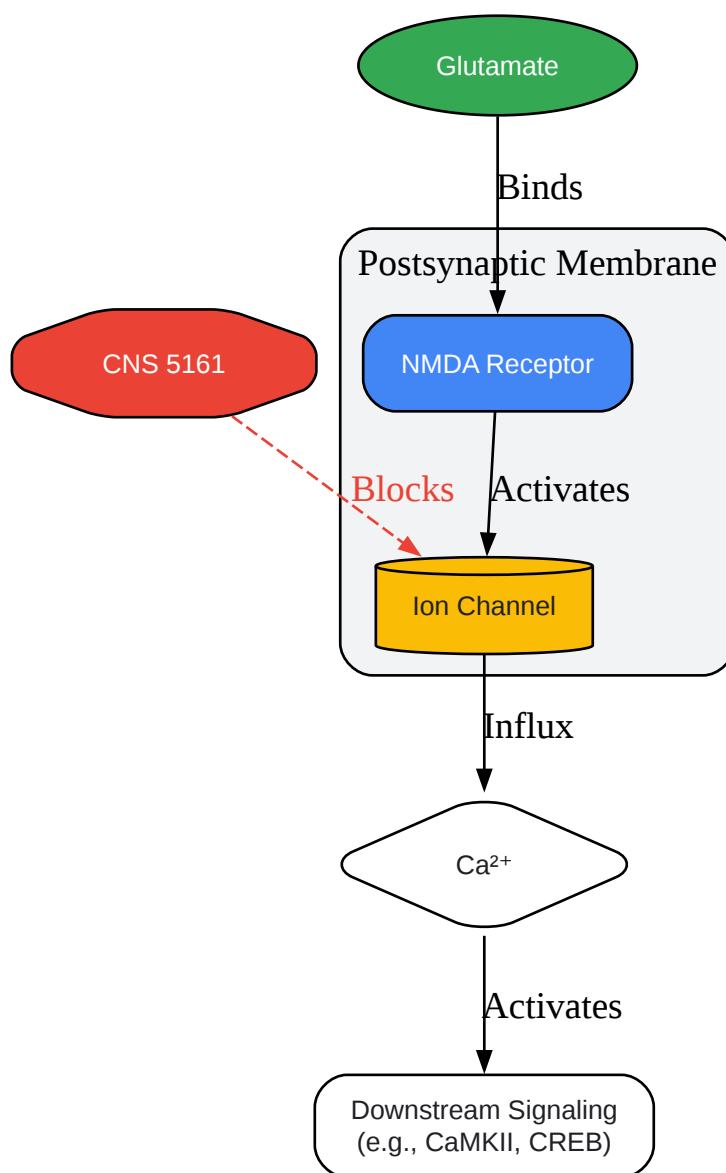 Glutamate
Binds
Postsynaptic Membrane
CNS 5161
NMDA Receptor
Blocks
Activates
Ion Channel
Influx
Ca²⁺
Activates
Downstream Signaling
(e.g., CaMKII, CREB)